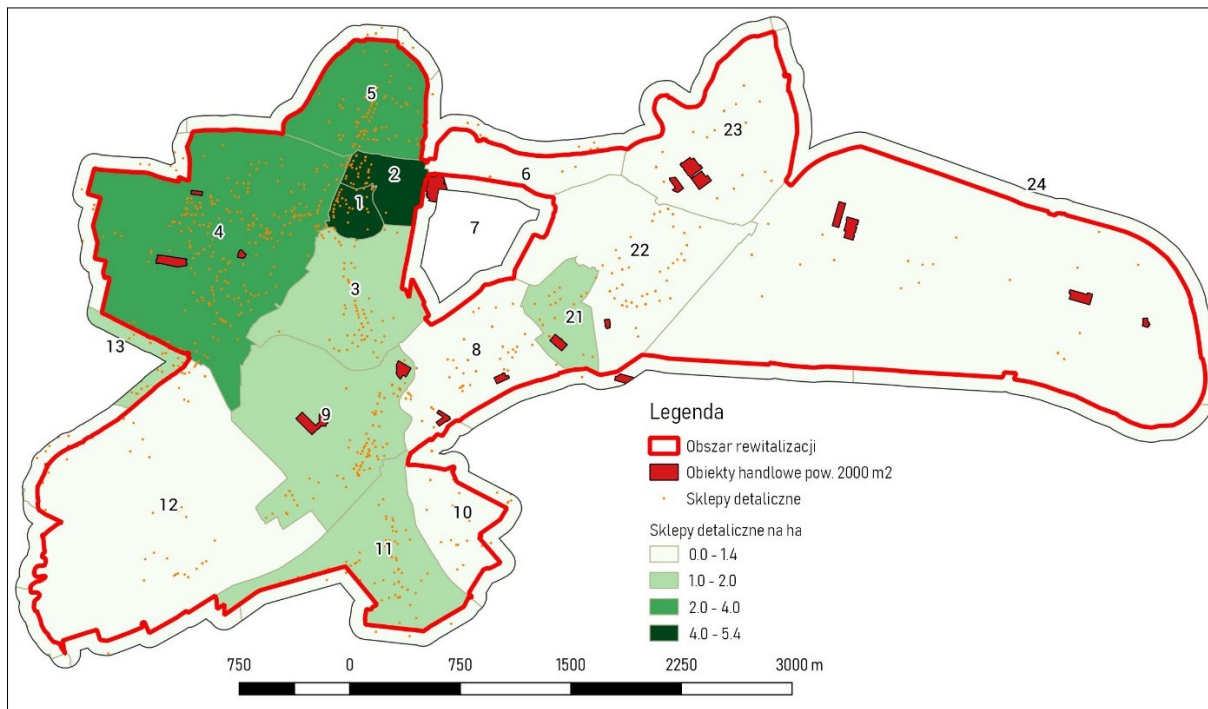 5
23
2
6
24
1
4
7
22
3
21
13
8
9
12
10
11
Legenda
Obszar rewitalizacji
Obiekty handlowe pow. 2000 m2
Sklepy detaliczne
Sklepy detaliczne na ha
0.0 - 1.4
1.0 - 2.0
2.0 - 4.0
4.0 - 5.4
750 0 750 1500 2250 3000 m